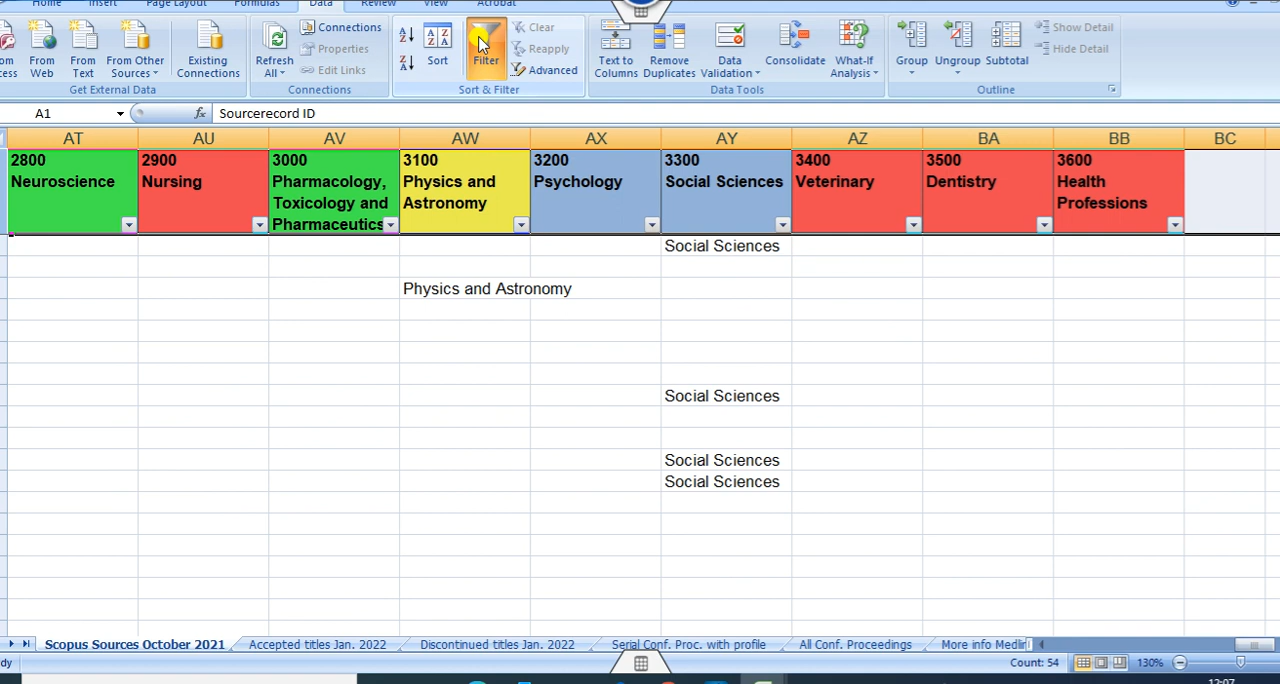 Home Insert Page Layout Formulas Data Review View Acrobat
From Web
From Text
From Other Sources
Existing Connections
Get External Data
Refresh All
Connections
Properties
Edit Links
Connections
Sort
Filter
Clear
Reapply
Advanced
Sort & Filter
Text to Columns
Remove Duplicates
Data Validation
Consolidate
What-If Analysis
Data Tools
Group
Ungroup
Subtotal
Show Detail
Hide Detail
Outline
A1 fx Sourcerecord ID
AT AU AV AW AX AY AZ BA BB BC
2800 Neuroscience
2900 Nursing
3000 Pharmacology, Toxicology and Pharmaceutics
3100 Physics and Astronomy
3200 Psychology
3300 Social Sciences
3400 Veterinary
3500 Dentistry
3600 Health Professions
Social Sciences
Physics and Astronomy
Social Sciences
Social Sciences
Social Sciences
Scopus Sources October 2021 Accepted titles Jan. 2022 Discontinued titles Jan. 2022 Serial Conf. Proc. with profile All Conf. Proceedings More info Medlin
Count: 54 130%
12:07